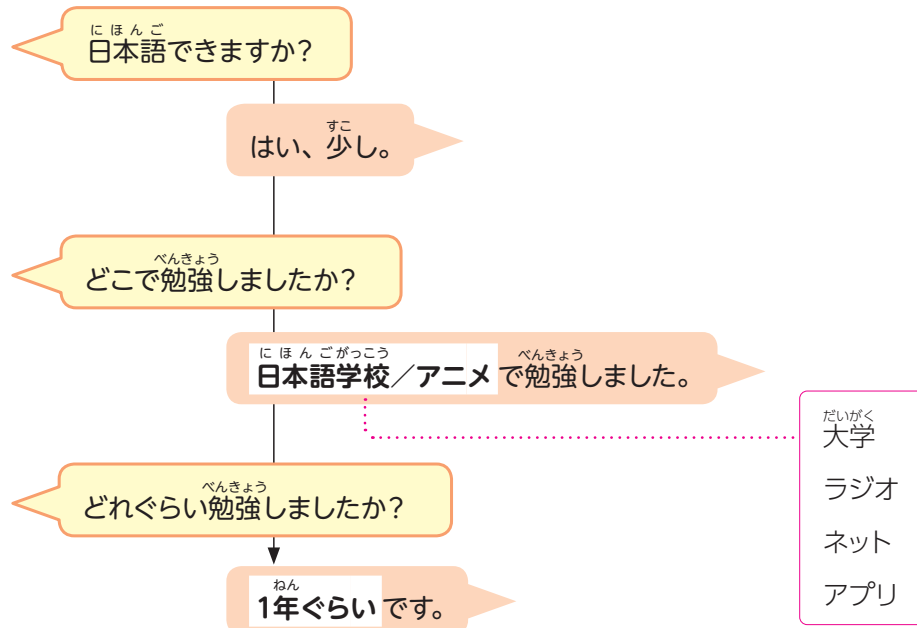 にほんご
日本語できますか？
すこ
はい、少し。
べんきょう
どこで勉強しましたか？
にほんごがっこう べんきょう
日本語学校／アニメ で勉強しました。
だいがく
大学
ラジオ
ネット
アプリ
べんきょう
どれぐらい勉強しましたか？
ねん
1年ぐらい です。